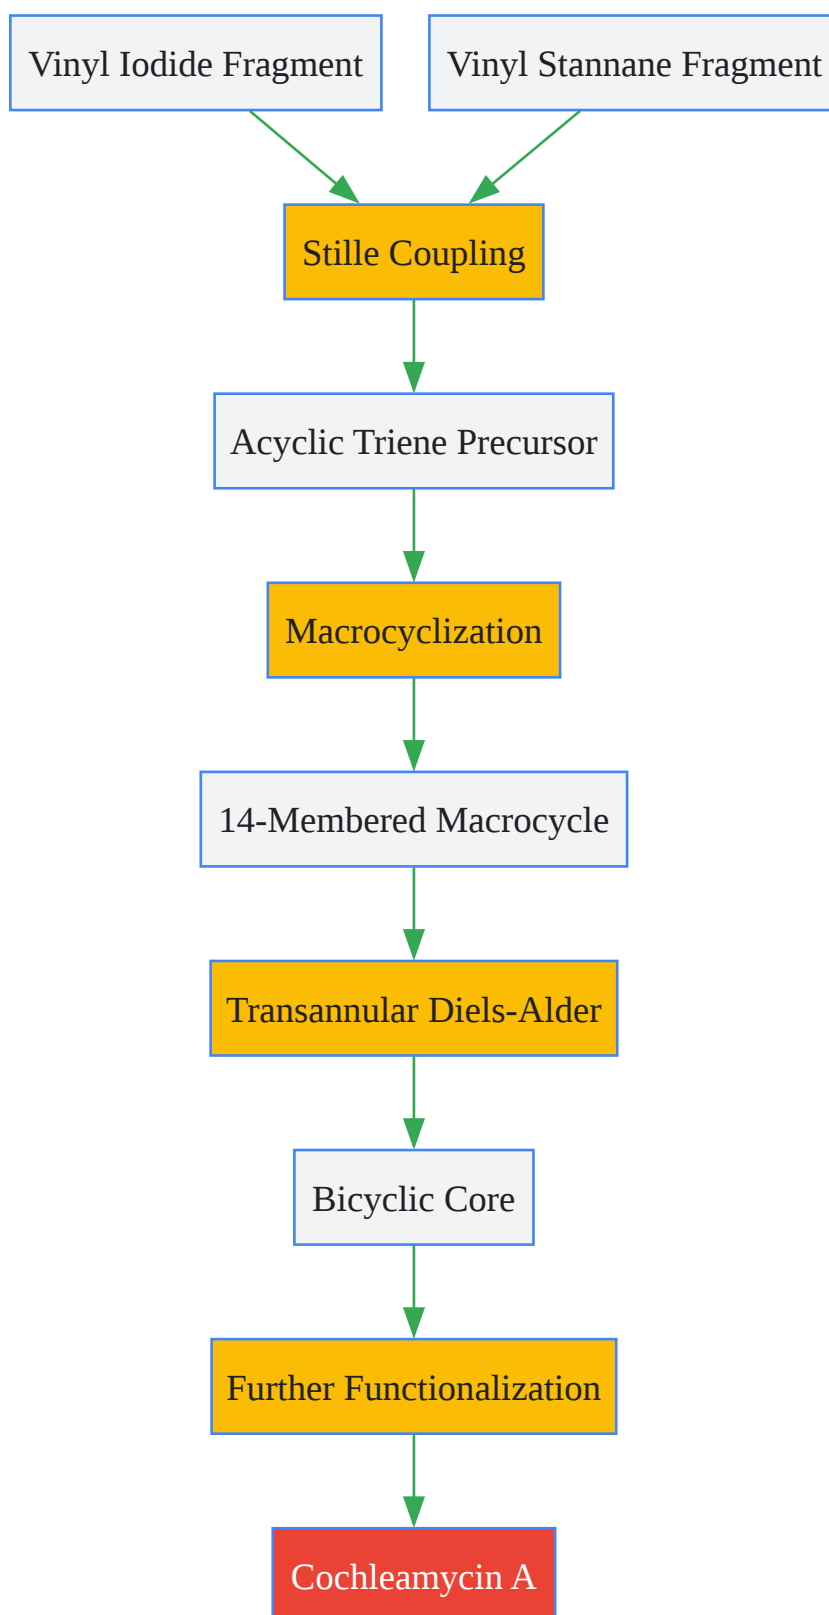 Vinyl Iodide Fragment
Vinyl Stannane Fragment
Stille Coupling
Acyclic Triene Precursor
Macrocyclization
14-Membered Macrocycle
Transannular Diels-Alder
Bicyclic Core
Further Functionalization
Cochleamycin A